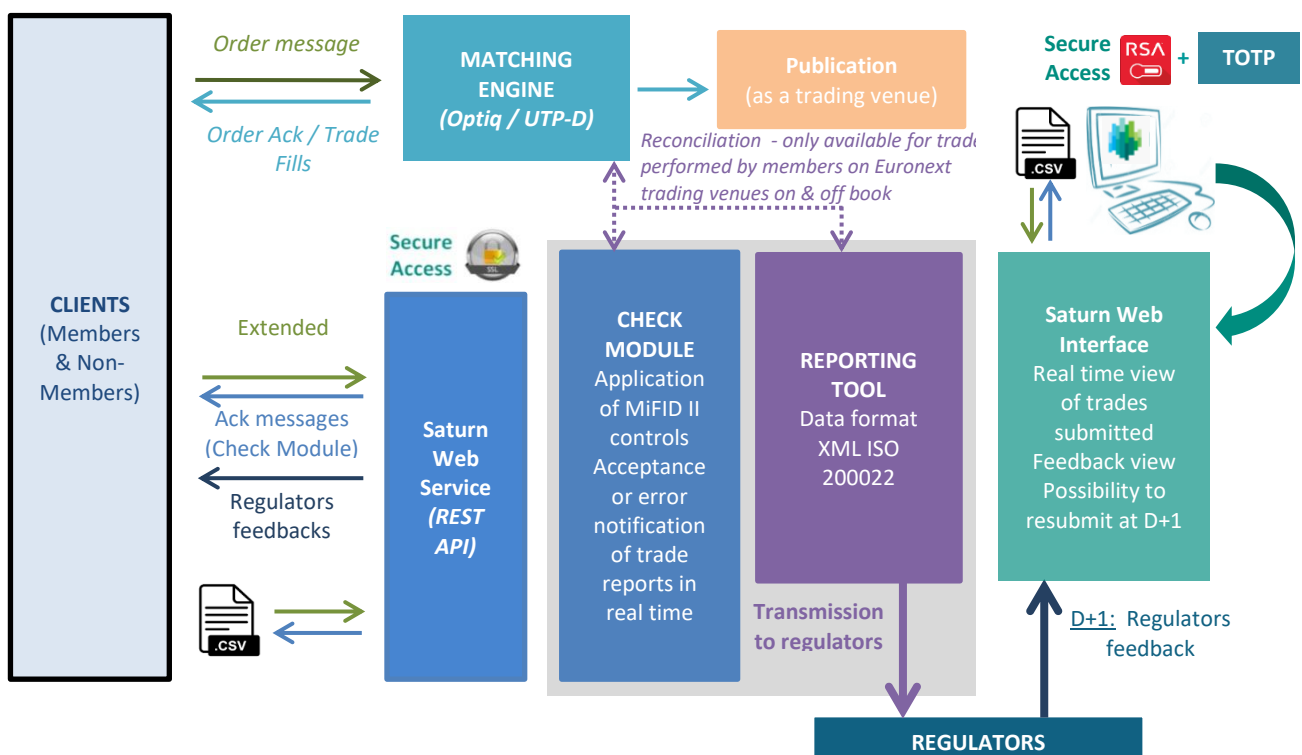 Order message
Order Ack / Trade
Fills
MATCHING
ENGINE
(Optiq / UTP-D)
Publication
(as a trading venue)
Secure
Access
RSA
+
TOTP
Reconciliation - only available for trade
performed by members on Euronext
trading venues on & off book
.CSV
Secure
Access
SSL
CLIENTS
(Members
& Non-
Members)
Extended
Ack messages
(Check Module)
Regulators
feedbacks
.CSV
Saturn
Web
Service
(REST
API)
CHECK
MODULE
Application
of MiFID II
controls
Acceptance
or error
notification
of trade
reports in
real time
REPORTING
TOOL
Data format
XML ISO
200022
Transmission
to regulators
Saturn Web
Interface
Real time view
of trades
submitted
Feedback view
Possibility to
resubmit at D+1
D+1: Regulators
feedback
REGULATORS